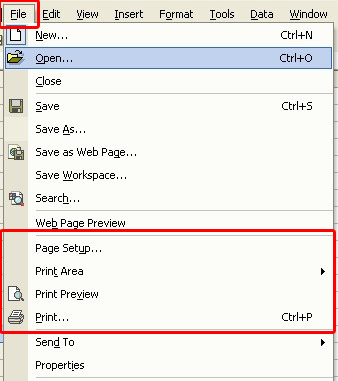 File Edit View Insert Format Tools Data Window
New... Ctrl+N
Open... Ctrl+O
Close
Save Ctrl+S
Save As...
Save as Web Page...
Save Workspace...
Search...
Web Page Preview
Page Setup...
Print Area
Print Preview
Print... Ctrl+P
Send To
Properties